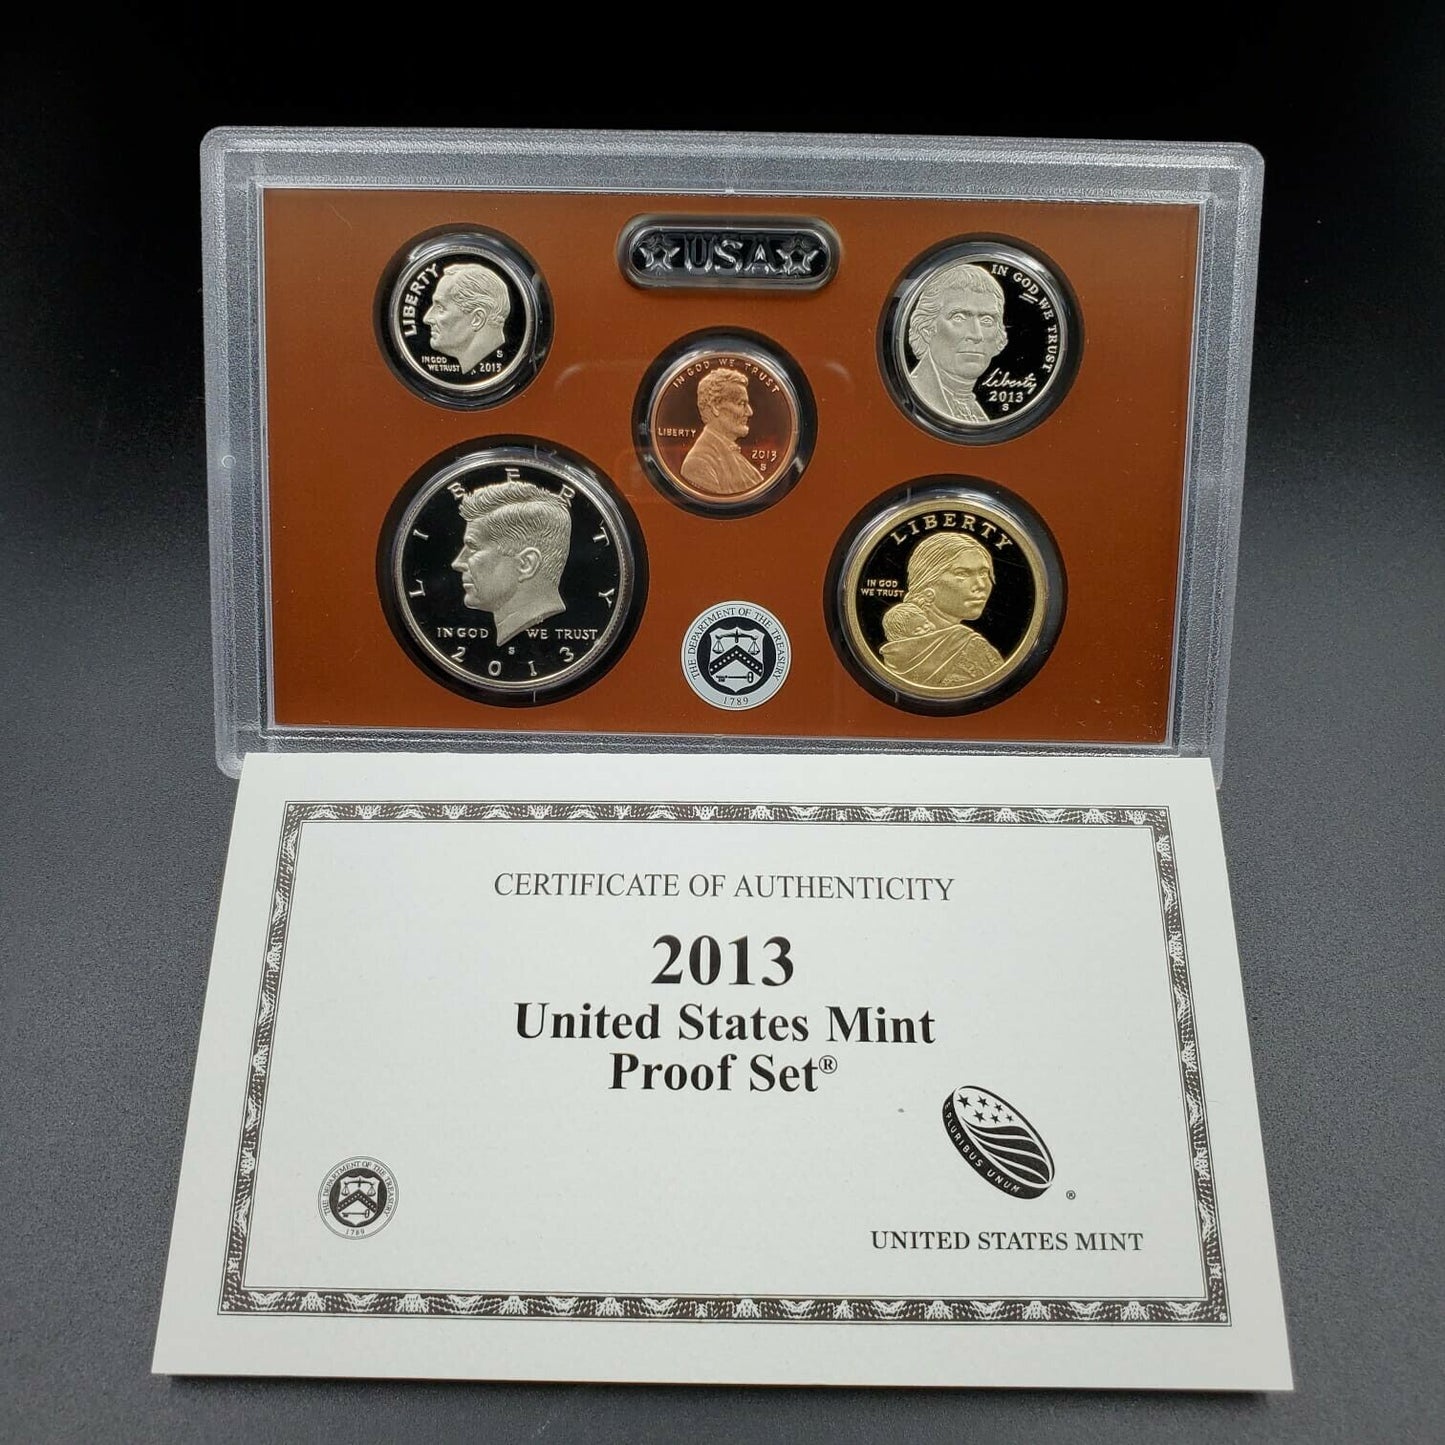 USA
LIBERTY
IN GOD
WE TRUST
S
2013
IN GOD WE TRUST
LIBERTY
2013
S
IN GOD WE TRUST
Liberty
2013
S
LIBERTY
IN GOD WE TRUST
S
2013
LIBERTY
IN GOD
WE TRUST
THE DEPARTMENT OF THE TREASURY
1789
CERTIFICATE OF AUTHENTICITY
2013
United States Mint
Proof Set®
THE DEPARTMENT OF THE TREASURY
1789
E PLURIBUS UNUM
®
UNITED STATES MINT